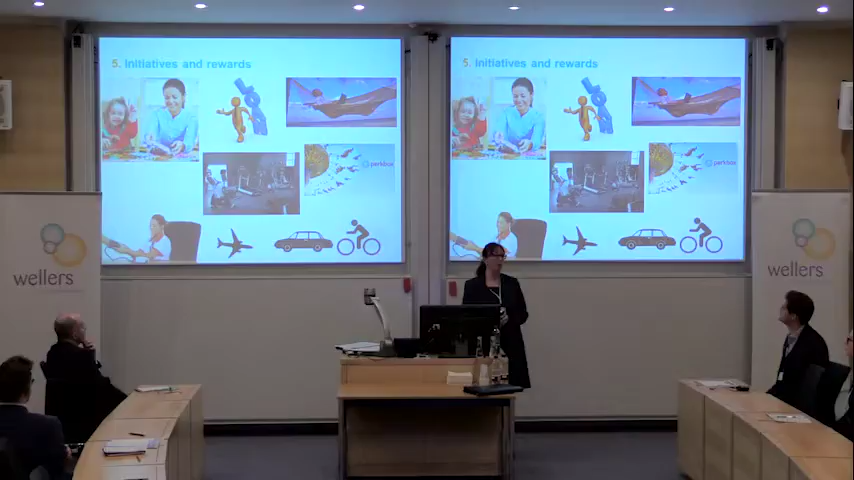 5. Initiatives and rewards
perkbox
5. Initiatives and rewards
perkbox
wellers
wellers